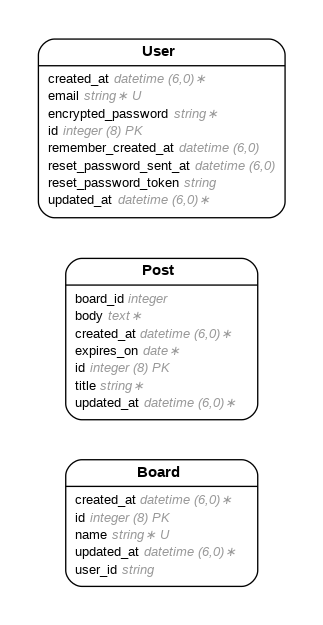 User
created_at datetime (6,0)∗
email string∗ U
encrypted_password string∗
id integer (8) PK
remember_created_at datetime (6,0)
reset_password_sent_at datetime (6,0)
reset_password_token string
updated_at datetime (6,0)∗
Post
board_id integer
body text∗
created_at datetime (6,0)∗
expires_on date∗
id integer (8) PK
title string∗
updated_at datetime (6,0)∗
Board
created_at datetime (6,0)∗
id integer (8) PK
name string∗ U
updated_at datetime (6,0)∗
user_id string